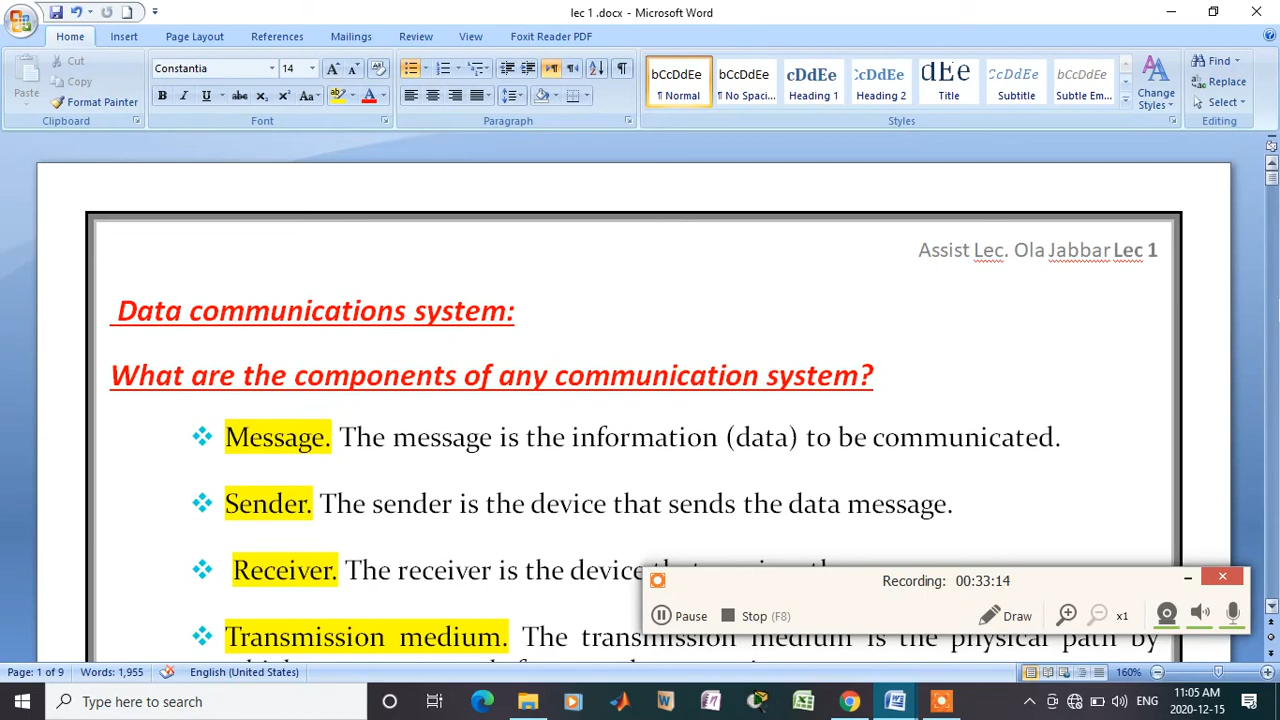 lec 1 .docx - Microsoft Word
Home Insert Page Layout References Mailings Review View Foxit Reader PDF
Paste Cut Copy Format Painter Clipboard
Constantia 14 Font
Paragraph
bCcDdEe ¶ Normal bCcDdEe ¶ No Spaci... cDdEe Heading 1 bCcDdEe Heading 2 dEe Title bCcDdEe Subtitle bCcDdEe Subtle Em... Change Styles Styles
Find Replace Select Editing
Assist Lec. Ola Jabbar Lec 1
Data communications system:
What are the components of any communication system?
❖ Message. The message is the information (data) to be communicated.
❖ Sender. The sender is the device that sends the data message.
❖ Receiver. The receiver is the device
❖ Transmission medium. The transmission medium is the physical path by
Recording: 00:33:14
Pause Stop (F8) Draw x1
Page: 1 of 9 Words: 1,955 English (United States) 160%
Type here to search ENG 11:05 AM
2020-12-15